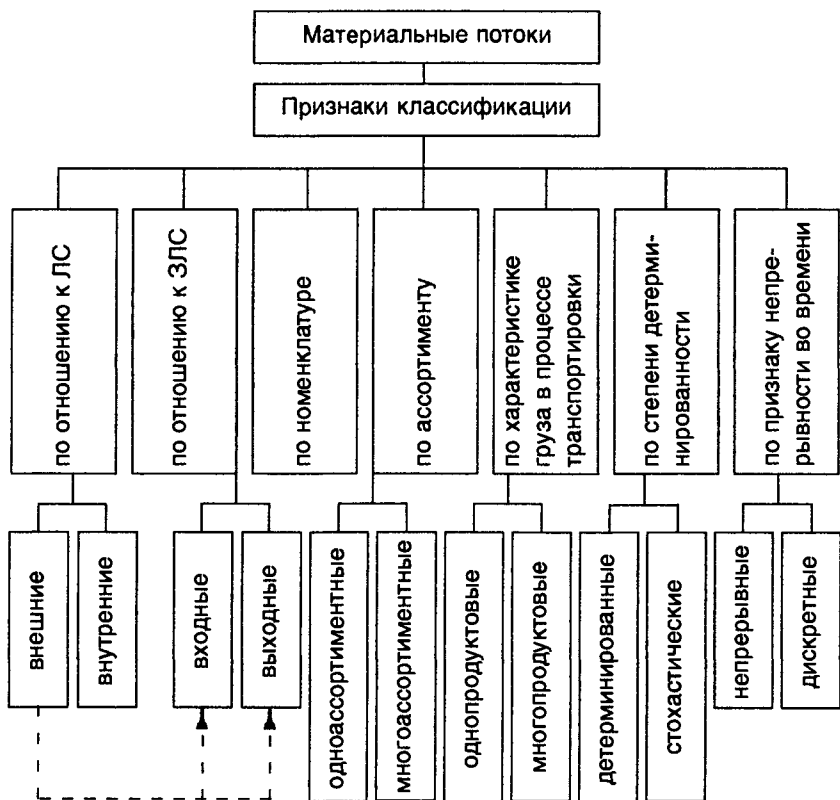 Материальные потоки
Признаки классификации
по отношению к ЛС
по отношению к ЗЛС
по номенклатуре
по ассортименту
по характеристике
груза в процессе
транспортировки
по степени детерми-
нированности
по признаку непре-
рывности во времени
внешние
внутренние
входные
выходные
одноассортиментные
многоассортиментные
однопродуктовые
многопродуктовые
детерминированные
стохастические
непрерывные
дискретные